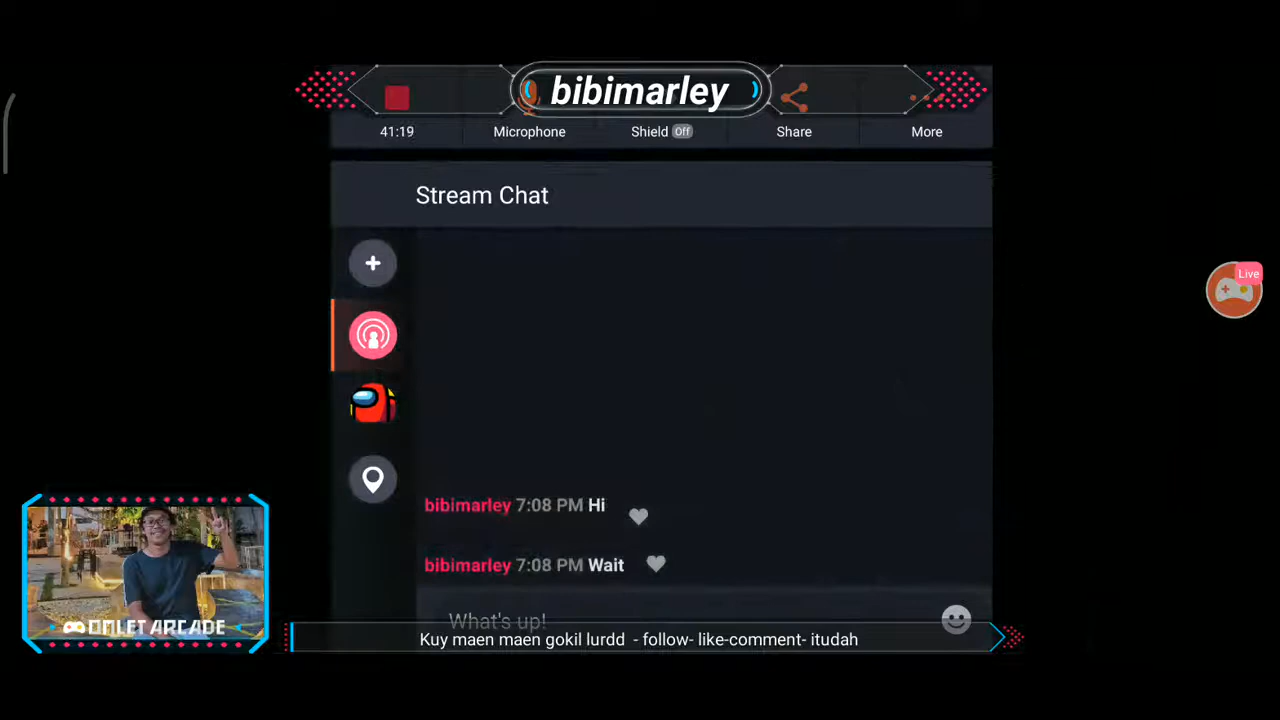 bibimarley
41:19
Microphone
Shield Off
Share
More
Stream Chat
Live
bibimarley 7:08 PM Hi
bibimarley 7:08 PM Wait
What's up!
OMLET ARCADE
Kuy maen maen gokil lurdd - follow- like-comment- itudah